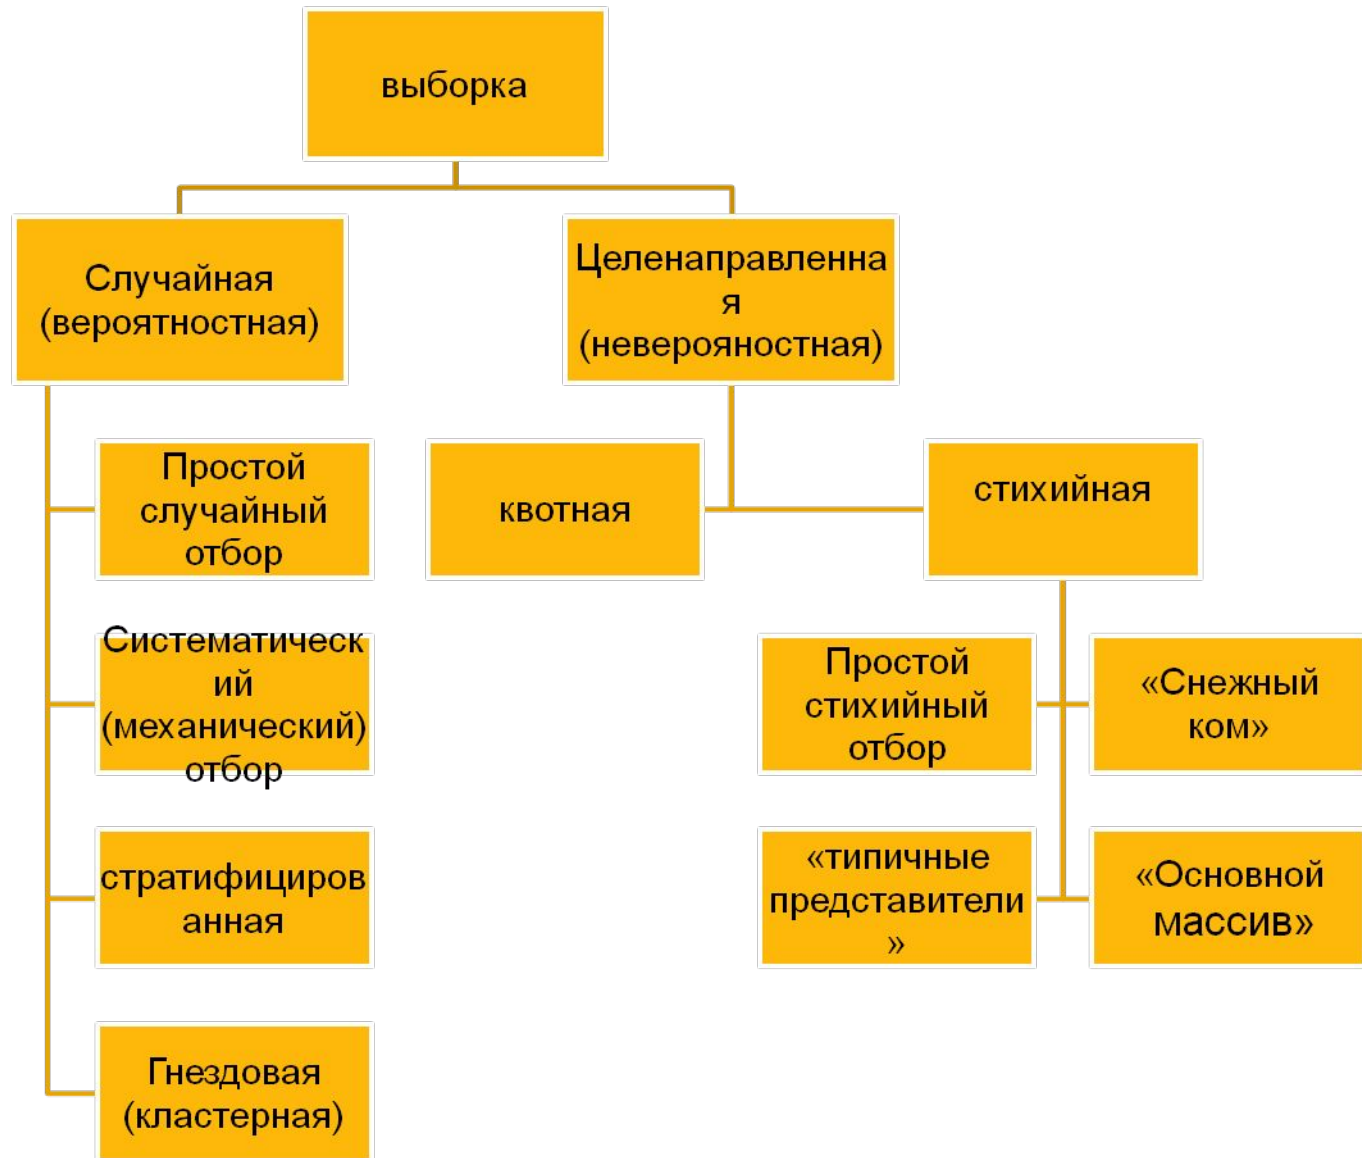 выборка
Случайная
(вероятностная)
Целенаправленна
я
(неверояностная)
Простой
случайный
отбор
квотная
стихийная
Систематическ
ий
(механический)
отбор
Простой
стихийный
отбор
«Снежный
ком»
стратифициров
анная
«типичные
представители
»
«Основной
массив»
Гнездовая
(кластерная)